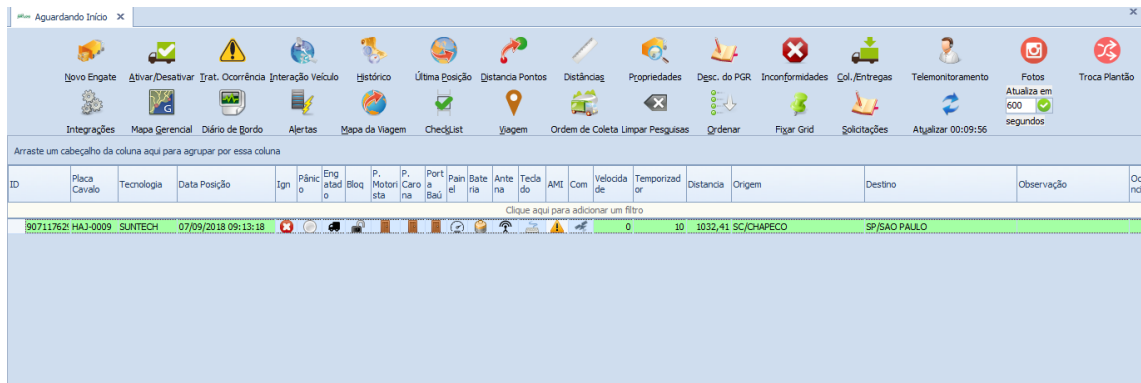 Aguardando Início
Novo Engate Ativar/Desativar Trat. Ocorrência Interação Veículo Histórico Última Posição Distancia Pontos Distâncias Propriedades Desc. do PGR Inconformidades Col./Entregas Telemonitoramento Fotos Troca Plantão
Atualiza em
600
segundos
Integrações Mapa Gerencial Diário de Bordo Alertas Mapa da Viagem CheckList Viagem Ordem de Coleta Limpar Pesquisas Ordenar Fixar Grid Solicitações Atualizar 00:09:56
Arraste um cabeçalho da coluna aqui para agrupar por essa coluna
ID Placa Cavalo Tecnologia Data Posição Ign Pânico Engatado Bloq P. Motorista P. Carona Porta Baú Painel Bateria Antena Teclado AMI Com Velocidade Temporizador Distancia Origem Destino Observação
Clique aqui para adicionar um filtro
90711762 HAJ-0009 SUNTECH 07/09/2018 09:13:18 0 10 1032,41 SC/CHAPECO SP/SAO PAULO